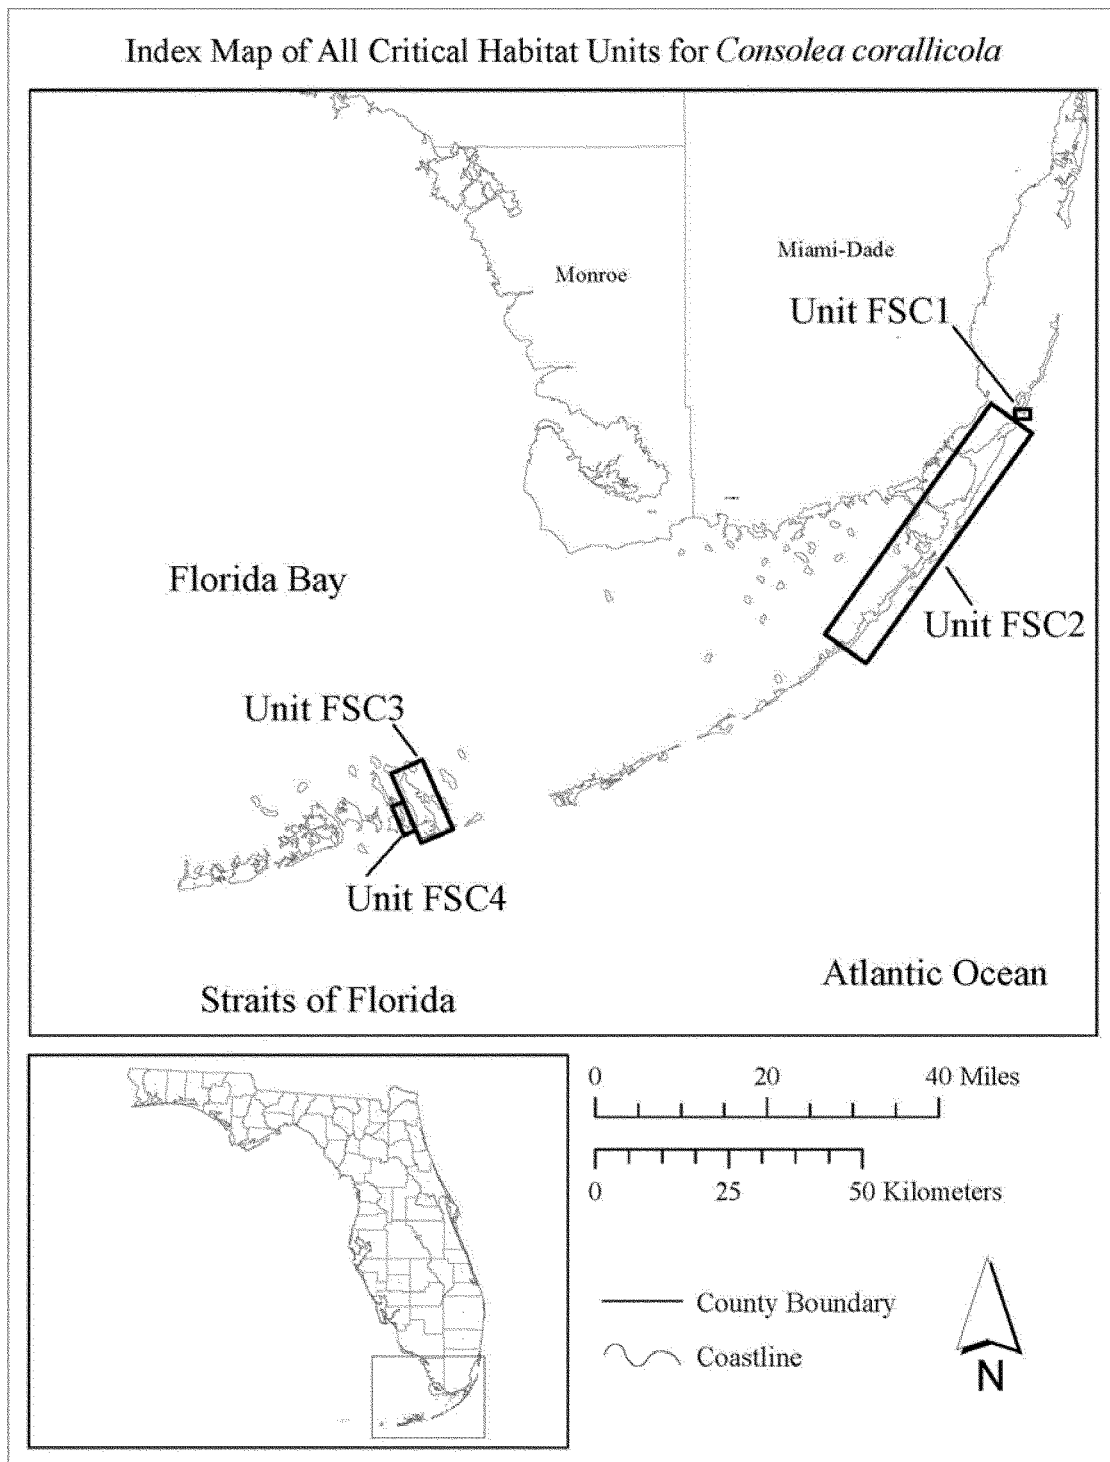 Index Map of All Critical Habitat Units for Consolea corallicola
Miami-Dade
Monroe
Unit FSC1
Florida Bay
Unit FSC2
Unit FSC3
Unit FSC4
Atlantic Ocean
Straits of Florida
0 20 40 Miles
0 25 50 Kilometers
County Boundary
Coastline
N